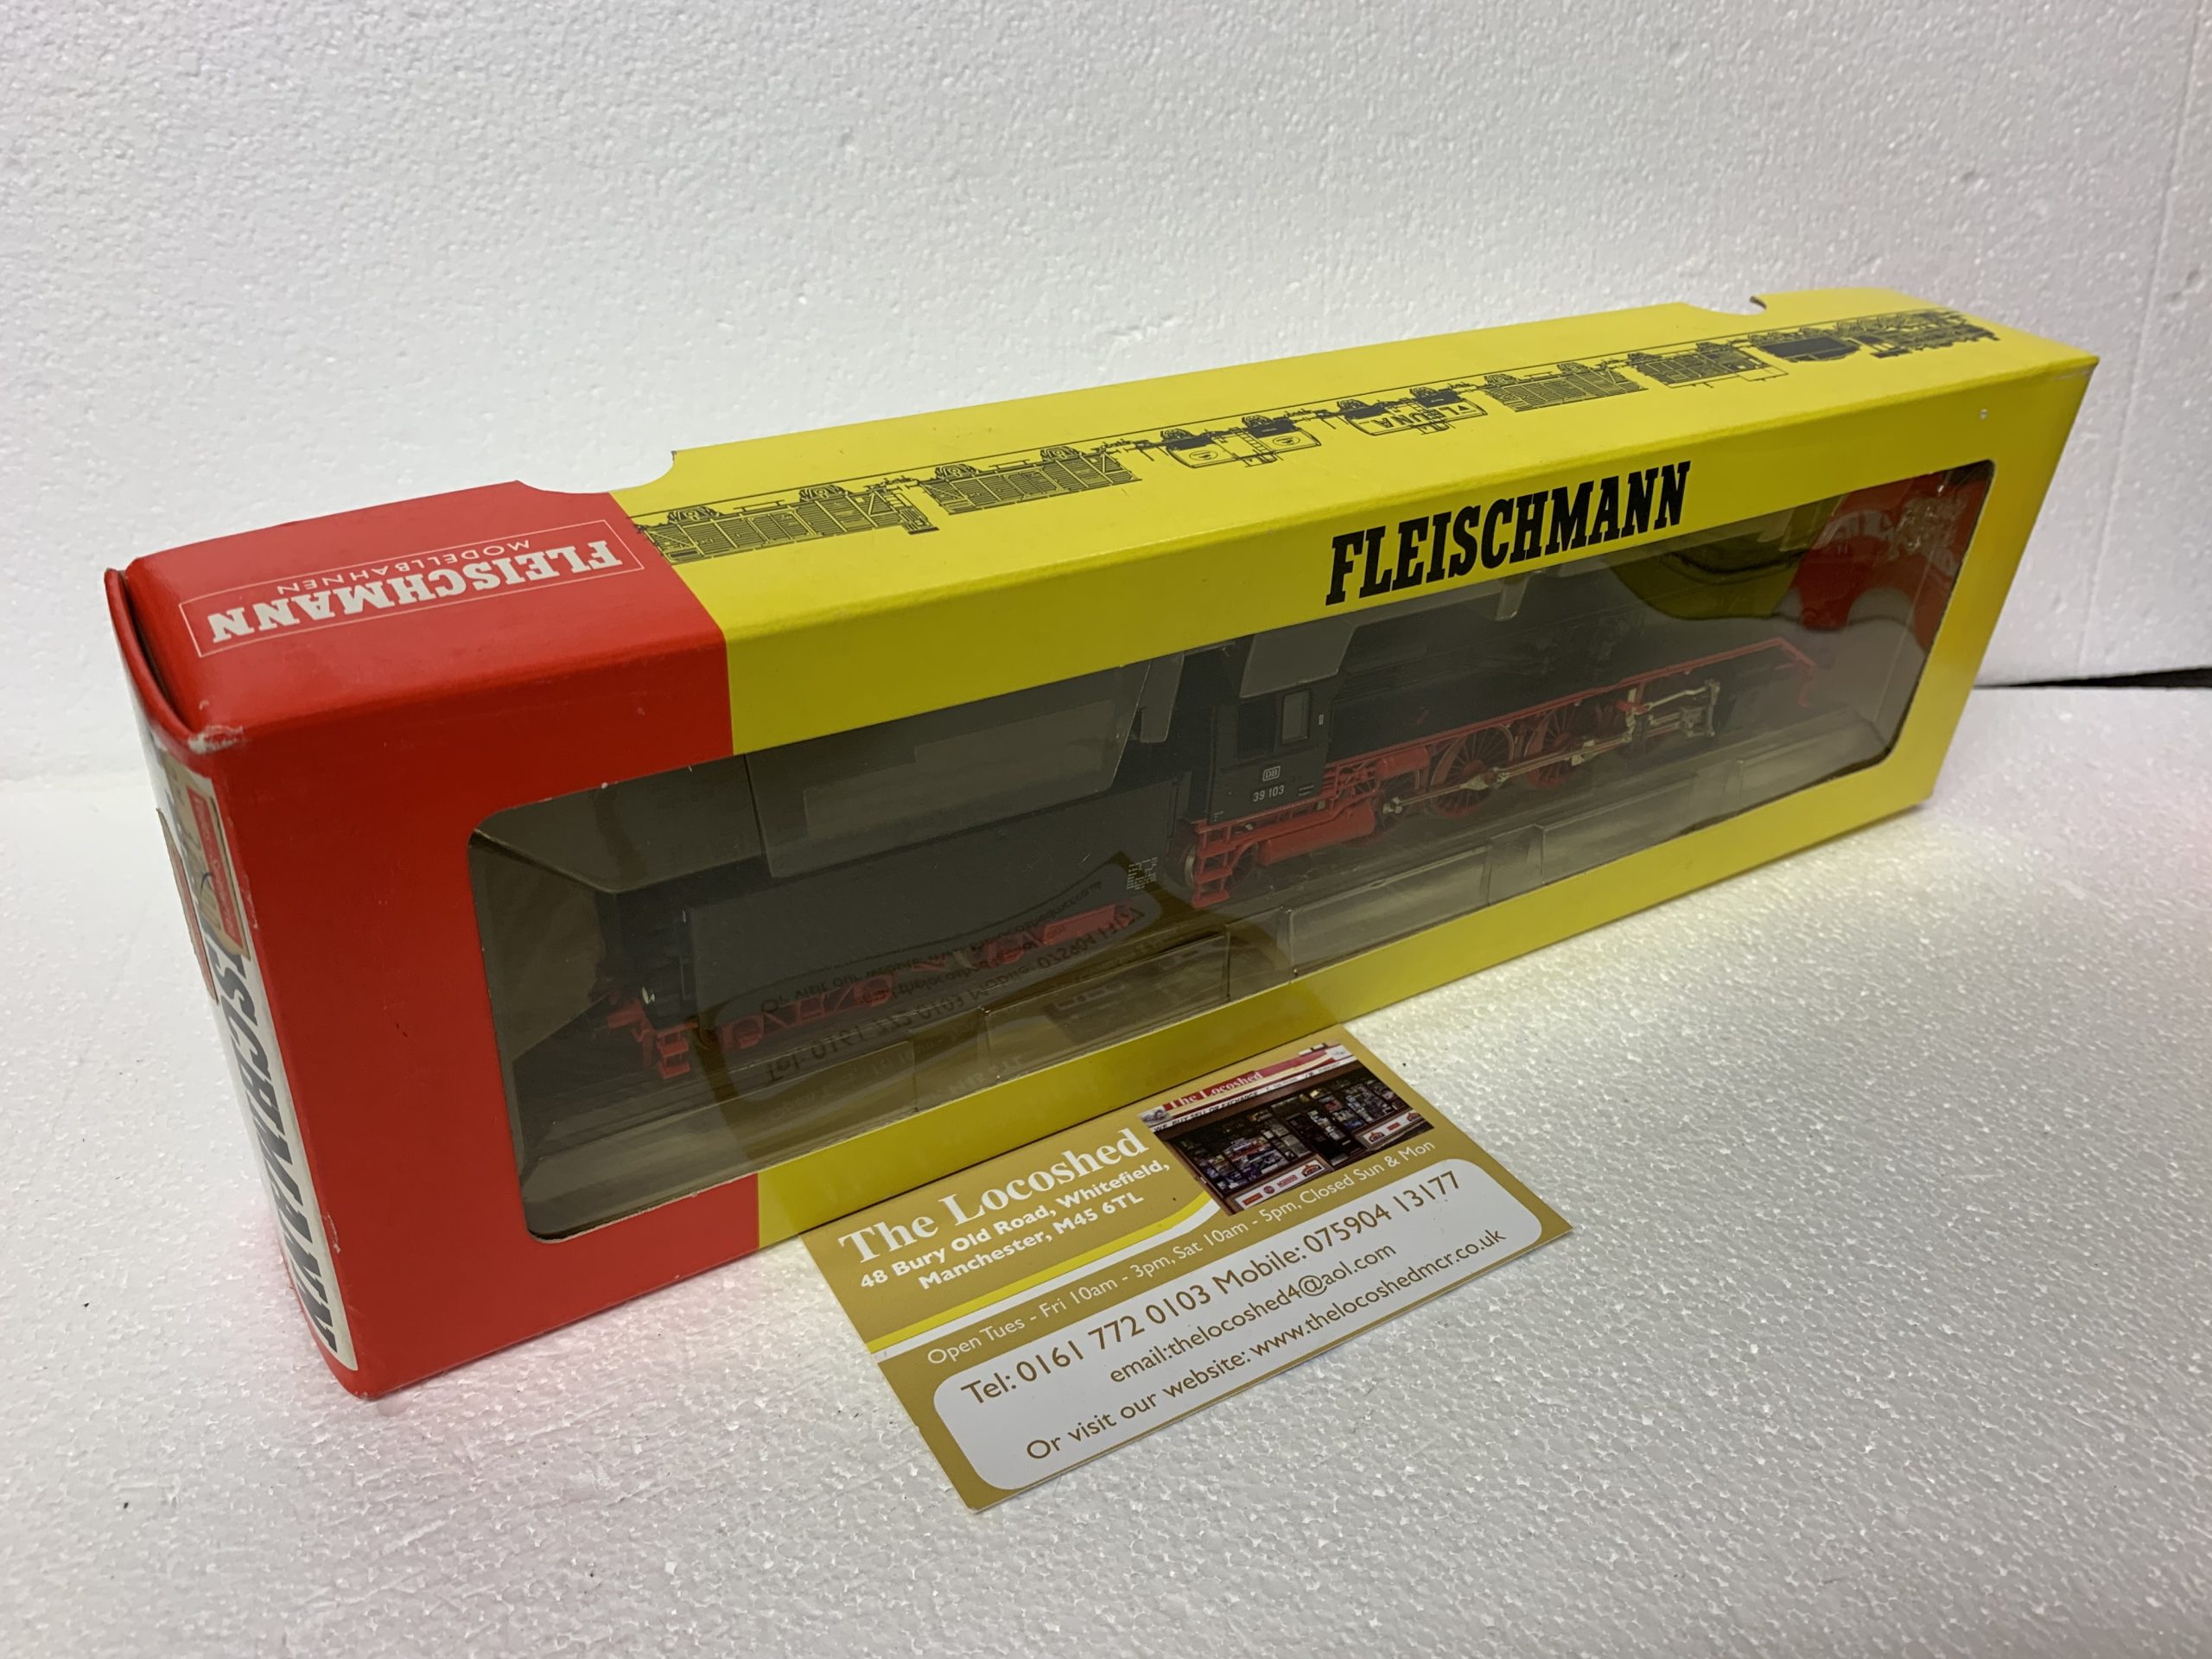 FLEISCHMANN
MODELLBAHNEN
LEUNA
FLEISCHMANN
DB
39 103
The Locoshed
The Locoshed
48 Bury Old Road, Whitefield,
Manchester, M45 6TL
Open Tues - Fri 10am - 3pm, Sat 10am - 5pm, Closed Sun & Mon
Tel: 0161 772 0103 Mobile: 075904 13177
email:thelocoshed4@aol.com
Or visit our website: www.thelocoshedmcr.co.uk